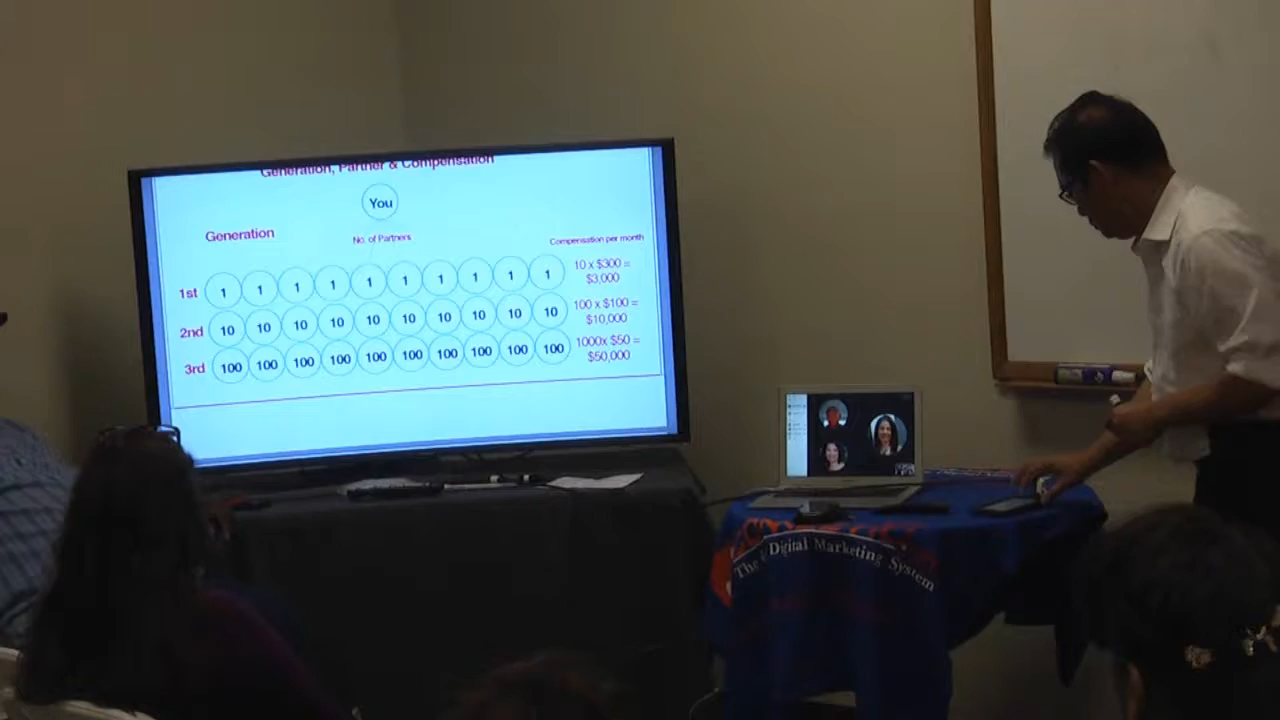 Generation, Partner & Compensation
You
Generation
No. of Partners
Compensation per month
1st 1 1 1 1 1 1 1 1 1 1 10 x $300 =
$3,000
2nd 10 10 10 10 10 10 10 10 10 10 100 x $100 =
$10,000
3rd 100 100 100 100 100 100 100 100 100 100 1000x $50 =
$50,000
The Digital Marketing System